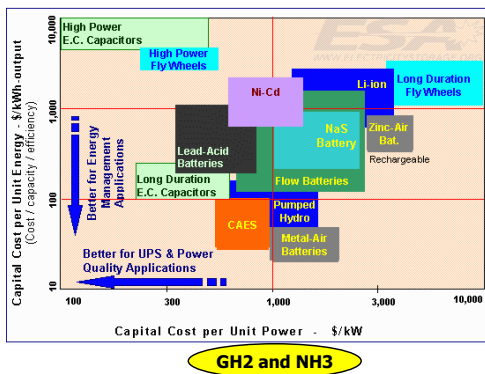 10,000
1,000
100
10
Capital Cost per Unit Energy - $/kWh-output
(Cost / capacity / efficiency)
High Power
E.C. Capacitors
High Power
Fly Wheels
ESA
WWW.ELECTRICITYSTORAGE.ORG
Li-ion
Long Duration
Fly Wheels
Ni-Cd
Lead-Acid
Batteries
NaS
Battery
Zinc-Air
Bat.
Rechargeable
Flow Batteries
Long Duration
E.C. Capacitors
Better for Energy
Management
Applications
Pumped
Hydro
CAES
Metal-Air
Batteries
Better for UPS & Power
Quality Applications
100
300
1,000
3,000
10,000
Capital Cost per Unit Power - $/kW
GH2 and NH3